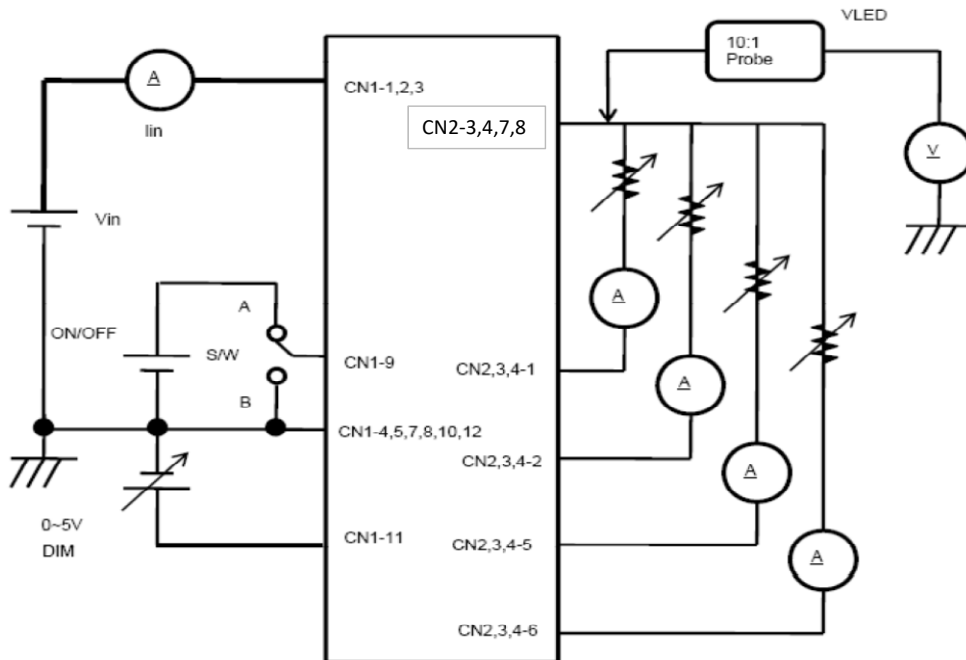 VLED
10:1
Probe
A
Iin
CN1-1,2,3
CN2-3,4,7,8
V
Vin
A
A
ON/OFF
S/W
CN1-9
CN2,3,4-1
A
B
CN1-4,5,7,8,10,12
CN2,3,4-2
A
0~5V
DIM
CN1-11
CN2,3,4-5
A
CN2,3,4-6